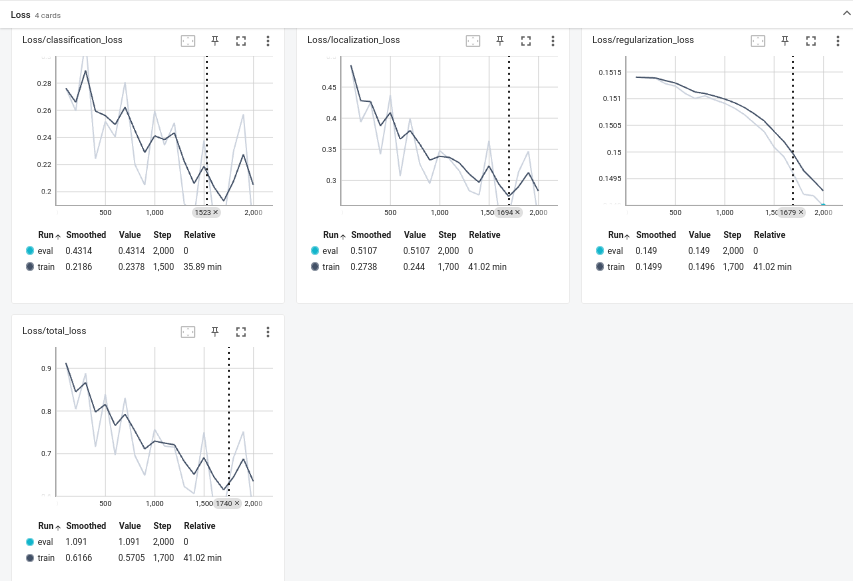 Loss 4 cards
Loss/classification_loss
0.28
0.26
0.24
0.22
0.2
500
1,000
1523 ×
2,000
Run Smoothed Value Step Relative
eval 0.4314 0.4314 2,000 0
train 0.2186 0.2378 1,500 35.89 min
Loss/localization_loss
0.45
0.4
0.35
0.3
500
1,000
1694 ×
2,000
Run Smoothed Value Step Relative
eval 0.5107 0.5107 2,000 0
train 0.2738 0.244 1,700 41.02 min
Loss/regularization_loss
0.1515
0.151
0.1505
0.15
0.1495
500
1,000
1679 ×
2,000
Run Smoothed Value Step Relative
eval 0.149 0.149 2,000 0
train 0.1499 0.1496 1,700 41.02 min
Loss/total_loss
0.9
0.8
0.7
500
1,000
1,500
1740 ×
2,000
Run Smoothed Value Step Relative
eval 1.091 1.091 2,000 0
train 0.6166 0.5705 1,700 41.02 min